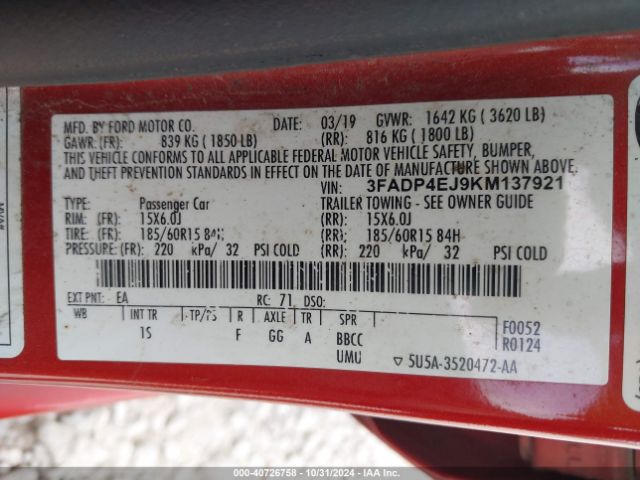 MFD. BY FORD MOTOR CO. DATE: 03/19 GVWR: 1642 KG ( 3620 LB)
GAWR: (FR): 839 KG ( 1850-LB) (RR): 816 KG ( 1800 LB)
THIS VEHICLE CONFORMS TO ALL APPLICABLE FEDERAL MOTOR VEHICLE SAFETY, BUMPER,
AND THEFT PREVENTION STANDARDS IN EFFECT ON THE DATE OF MANUFACTURE SHOWN ABOVE.
VIN: 3FADP4EJ9KM137921
TYPE: Passenger Car TRAILER TOWING - SEE OWNER GUIDE
RIM: (FR): 15X6.0J (RR): 15X6.0J
TIRE: (FR): 185/60R15 84H (RR): 185/60R15 84H
PRESSURE: (FR): 220 kPa/ 32 PSI COLD (RR): 220 kPa/ 32 PSI COLD
EXT PNT: EA RC: 71 DSO:
WB INT TR TP/PS R AXLE TR SPR F0052
1S F GG A BBCC R0124
UMU ▽ 5U5A-3520472-AA
000-40726758 - 10/31/2024 - IAA Inc.